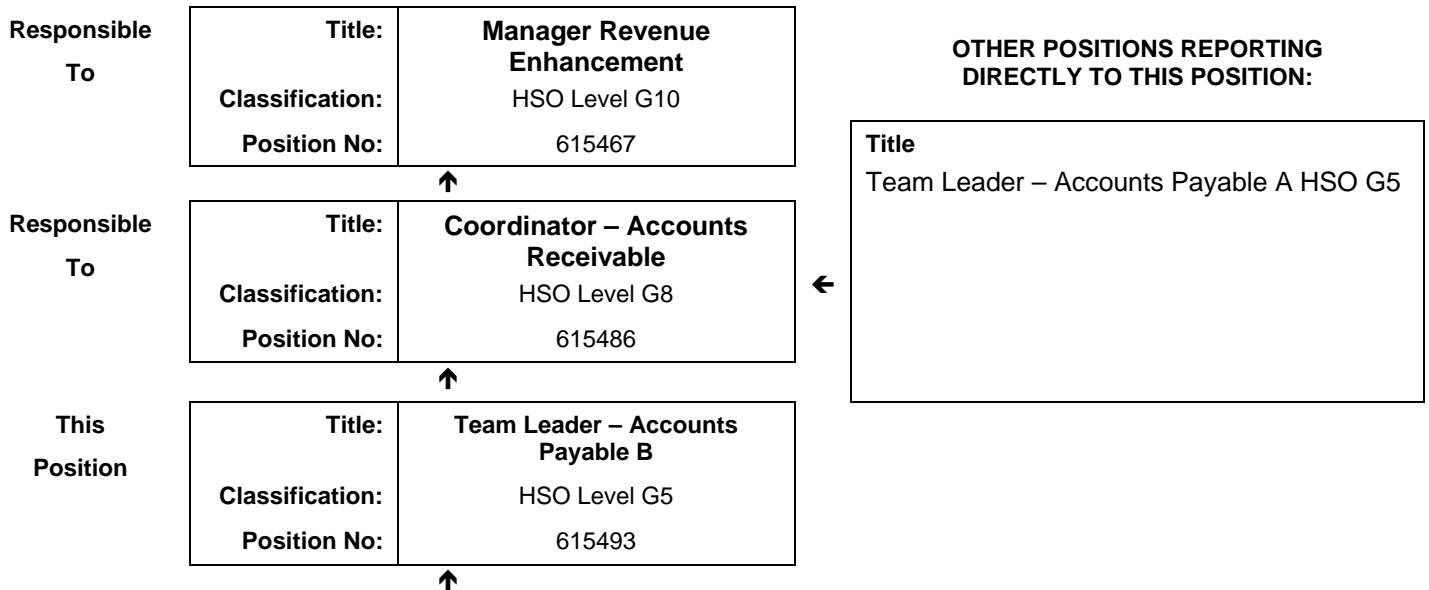 Responsible
To
Title:
Manager Revenue
Enhancement
Classification:
HSO Level G10
Position No:
615467
OTHER POSITIONS REPORTING
DIRECTLY TO THIS POSITION:
Title
Team Leader – Accounts Payable A HSO G5
Responsible
To
Title:
Coordinator – Accounts
Receivable
Classification:
HSO Level G8
Position No:
615486
This
Position
Title:
Team Leader – Accounts
Payable B
Classification:
HSO Level G5
Position No:
615493